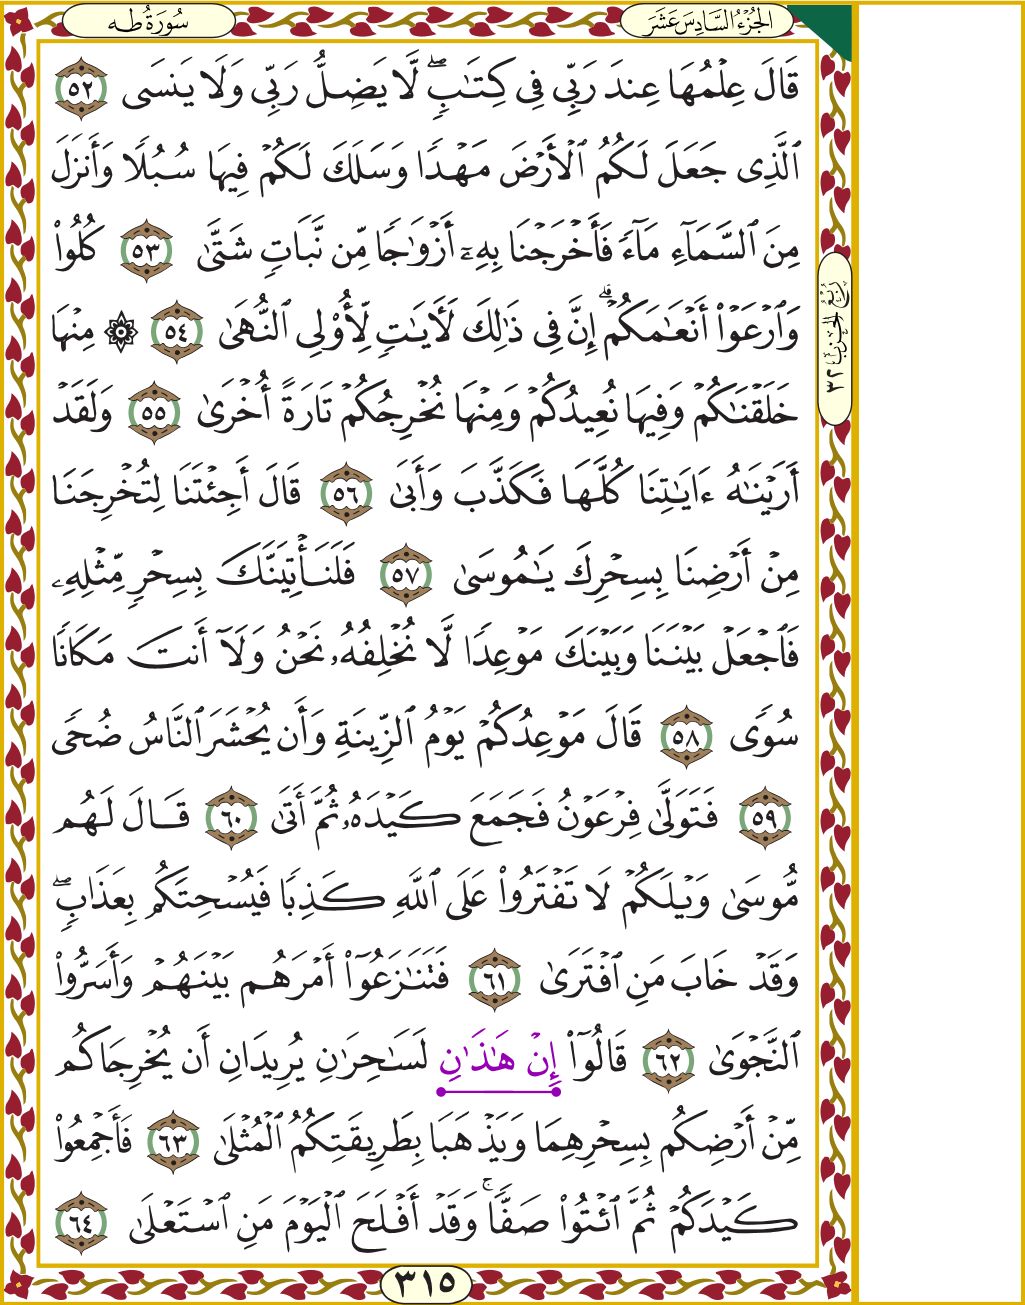 الجُزْءُ السَّادِسَ عَشَرَ
سُورَةُ طه
قَالَ عِلْمُهَا عِندَ رَبِّى فِى كِتَـٰبٍۖ لَّا يَضِلُّ رَبِّى وَلَا يَنسَى ٥٢
ٱلَّذِى جَعَلَ لَكُمُ ٱلْأَرْضَ مَهْدًا وَسَلَكَ لَكُمْ فِيهَا سُبُلًا وَأَنزَلَ
مِنَ ٱلسَّمَآءِ مَآءً فَأَخْرَجْنَا بِهِۦٓ أَزْوَٰجًا مِّن نَّبَاتٍ شَتَّىٰ ٥٣ كُلُوا۟
وَٱرْعَوْا۟ أَنْعَـٰمَكُمْۗ إِنَّ فِى ذَٰلِكَ لَـَٔايَـٰتٍ لِّأُو۟لِى ٱلنُّهَىٰ ٥٤ ۞ مِنْهَا
خَلَقْنَـٰكُمْ وَفِيهَا نُعِيدُكُمْ وَمِنْهَا نُخْرِجُكُمْ تَارَةً أُخْرَىٰ ٥٥ وَلَقَدْ
أَرَيْنَـٰهُ ءَايَـٰتِنَا كُلَّهَا فَكَذَّبَ وَأَبَىٰ ٥٦ قَالَ أَجِئْتَنَا لِتُخْرِجَنَا
مِنْ أَرْضِنَا بِسِحْرِكَ يَـٰمُوسَىٰ ٥٧ فَلَنَأْتِيَنَّكَ بِسِحْرٍ مِّثْلِهِۦ
فَٱجْعَلْ بَيْنَنَا وَبَيْنَكَ مَوْعِدًا لَّا نُخْلِفُهُۥ نَحْنُ وَلَآ أَنتَ مَكَانًا
سُوًى ٥٨ قَالَ مَوْعِدُكُمْ يَوْمُ ٱلزِّينَةِ وَأَن يُحْشَرَ ٱلنَّاسُ ضُحًى
٥٩ فَتَوَلَّىٰ فِرْعَوْنُ فَجَمَعَ كَيْدَهُۥ ثُمَّ أَتَىٰ ٦٠ قَالَ لَهُم
مُّوسَىٰ وَيْلَكُمْ لَا تَفْتَرُوا۟ عَلَى ٱللَّهِ كَذِبًا فَيُسْحِتَكُم بِعَذَابٍۖ
وَقَدْ خَابَ مَنِ ٱفْتَرَىٰ ٦١ فَتَنَـٰزَعُوٓا۟ أَمْرَهُم بَيْنَهُمْ وَأَسَرُّوا۟
ٱلنَّجْوَىٰ ٦٢ قَالُوٓا۟ إِنْ هَـٰذَٰنِ لَسَـٰحِرَٰنِ يُرِيدَانِ أَن يُخْرِجَاكُم
مِّنْ أَرْضِكُم بِسِحْرِهِمَا وَيَذْهَبَا بِطَرِيقَتِكُمُ ٱلْمُثْلَىٰ ٦٣ فَأَجْمِعُوا۟
كَيْدَكُمْ ثُمَّ ٱئْتُوا۟ صَفًّاۚ وَقَدْ أَفْلَحَ ٱلْيَوْمَ مَنِ ٱسْتَعْلَىٰ ٦٤
رُبْعُ الحِزْبِ ٣٢
٣١٥